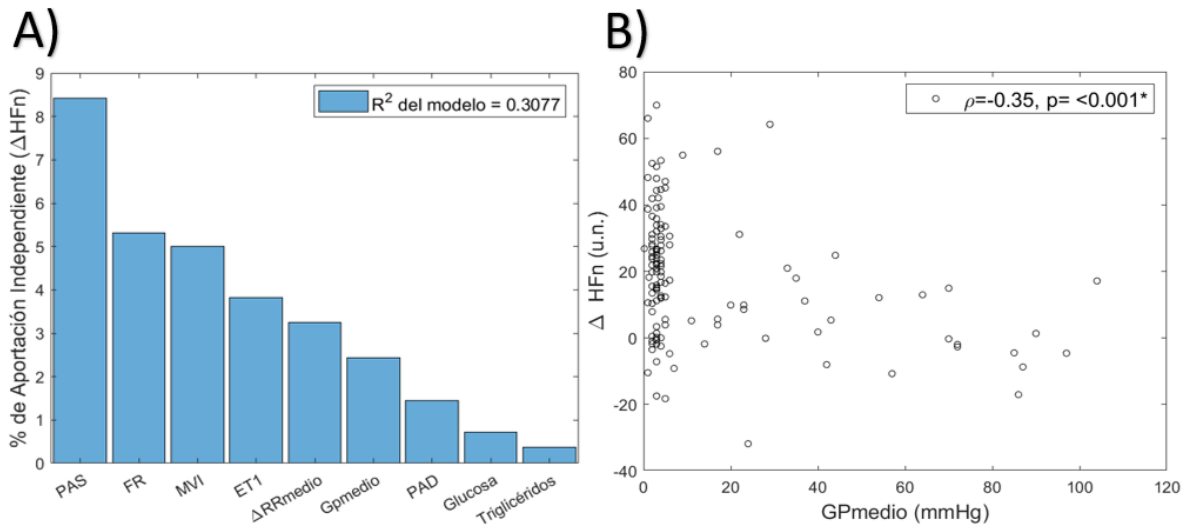 A)
9
8
7
6
5
4
3
2
1
0
% de Aportación Independiente (ΔHFn)
R² del modelo = 0.3077
PAS
FR
MVI
ET1
ΔRRmedio
Gpmedio
PAD
Glucosa
Triglicéridos
B)
80
60
40
20
0
-20
-40
Δ HFn (u.n.)
ρ=-0.35, p= <0.001*
0
20
40
60
80
100
120
GPmedio (mmHg)